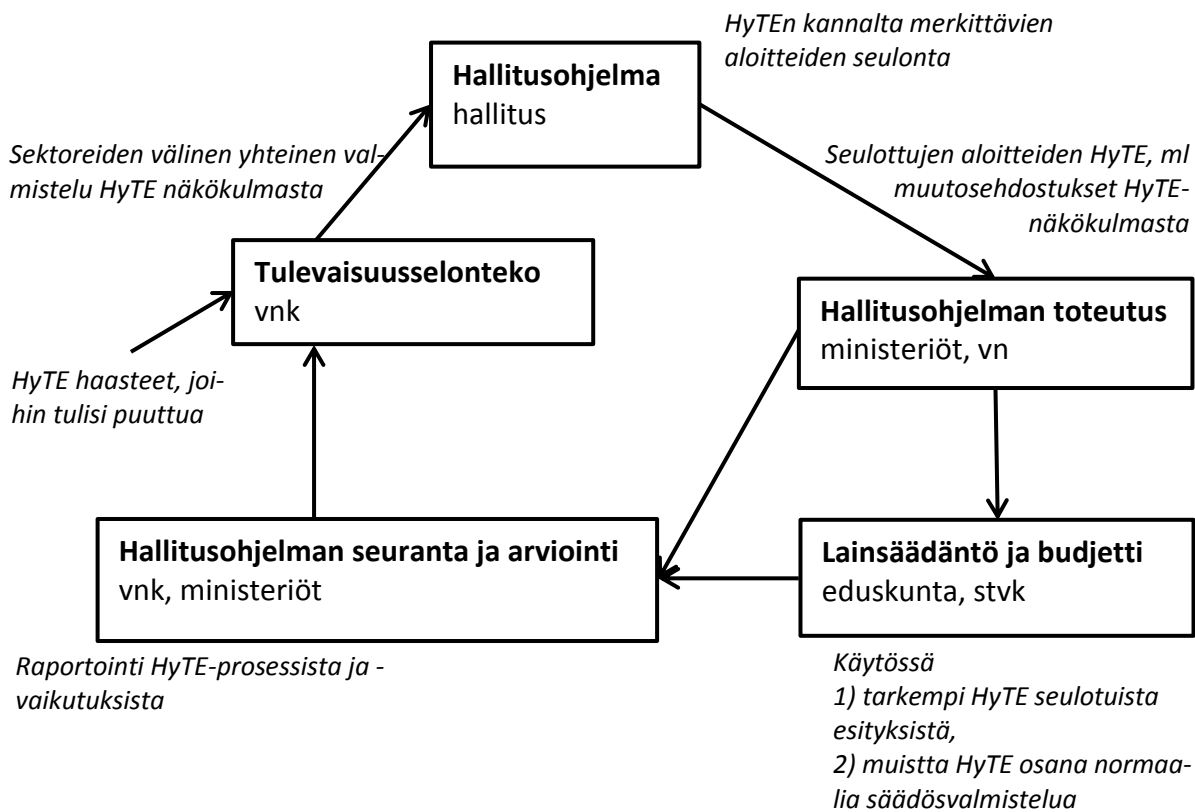 HyTEn kannalta merkittävien
aloitteiden seulonta
Hallitusohjelma
hallitus
Sektoreiden välinen yhteinen val-
mistelu HyTE näkökulmasta
Seulottujen aloitteiden HyTE, ml
muutosehdostukset HyTE-
näkökulmasta
Tulevaisuusselonteko
vnk
Hallitusohjelman toteutus
ministeriöt, vn
HyTE haasteet, joi-
hin tulisi puuttua
Hallitusohjelman seuranta ja arviointi
vnk, ministeriöt
Lainsäädäntö ja budjetti
eduskunta, stvk
Raportointi HyTE-prosessista ja -
vaikutuksista
Käytössä
1) tarkempi HyTE seulotuista
esityksistä,
2) muistta HyTE osana normaa-
lia säädösvalmistelua